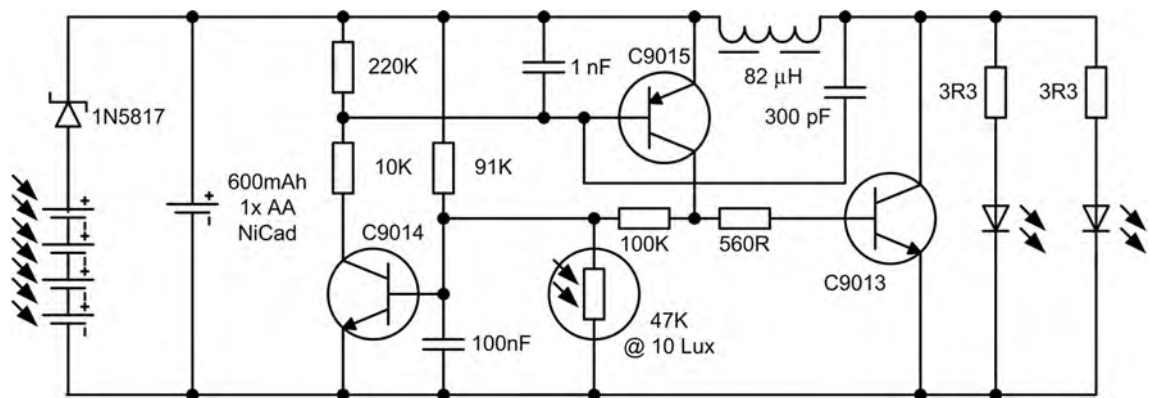 1N5817
600mAh
1x AA
NiCad
220K
10K
91K
C9014
100nF
1 nF
C9015
82 µH
300 pF
100K
560R
47K
@ 10 Lux
C9013
3R3
3R3